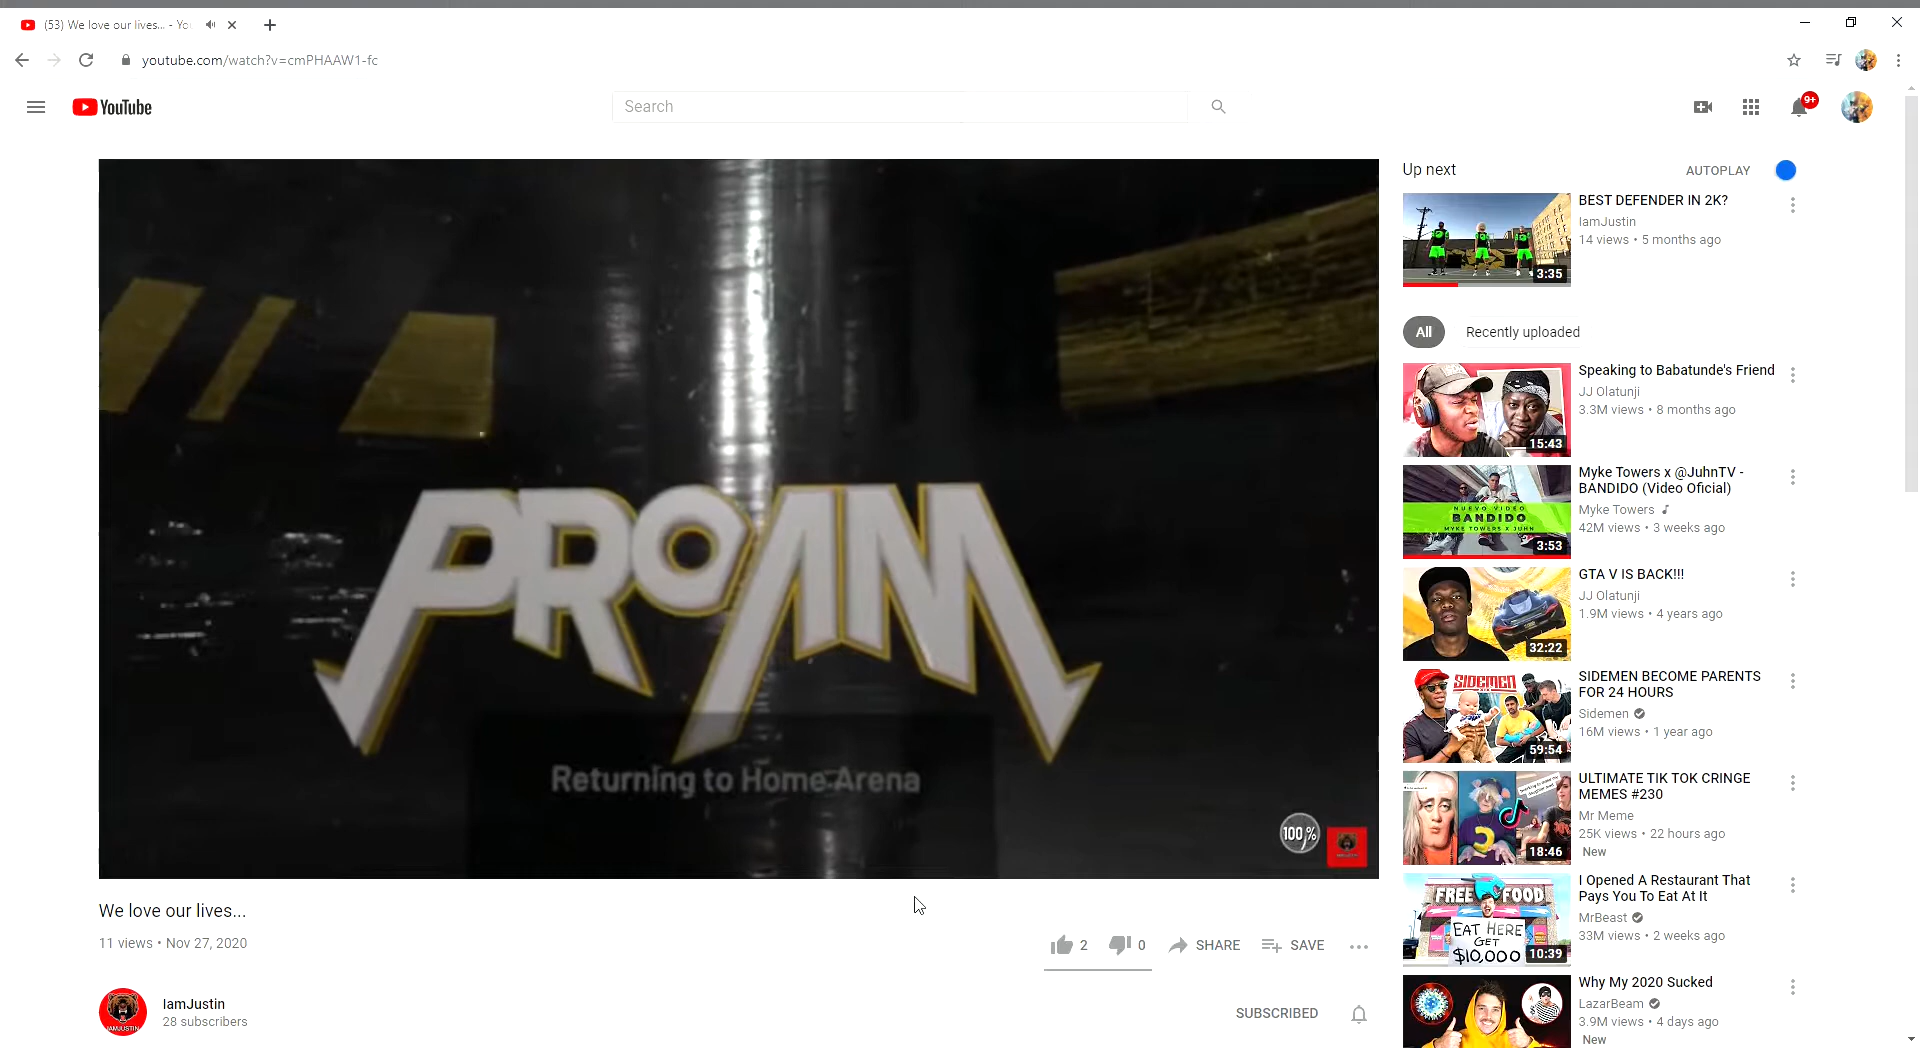 (53) We love our lives... - Yo
youtube.com/watch?v=cmPHAAW1-fc
YouTube
Search
9+
PROAM
Returning to Home Arena
100%
We love our lives...
11 views • Nov 27, 2020
2
0
SHARE
SAVE
IAMJUSTIN
IamJustin
28 subscribers
SUBSCRIBED
Up next
AUTOPLAY
BEST DEFENDER IN 2K?
IamJustin
14 views • 5 months ago
3:35
All
Recently uploaded
Speaking to Babatunde's Friend
JJ Olatunji
3.3M views • 8 months ago
15:43
Myke Towers x @JuhnTV -
BANDIDO (Video Oficial)
Myke Towers
42M views • 3 weeks ago
NUEVO VIDEO
BANDIDO
MYKE TOWERS X JUHN
3:53
GTA V IS BACK!!!
JJ Olatunji
1.9M views • 4 years ago
32:22
SIDEMEN BECOME PARENTS
FOR 24 HOURS
Sidemen
16M views • 1 year ago
SIDEMEN
59:54
ULTIMATE TIK TOK CRINGE
MEMES #230
Mr Meme
25K views • 22 hours ago
New
18:46
I Opened A Restaurant That
Pays You To Eat At It
MrBeast
33M views • 2 weeks ago
FREE FOOD
EAT HERE
GET
$10,000
10:39
Why My 2020 Sucked
LazarBeam
3.9M views • 4 days ago
New